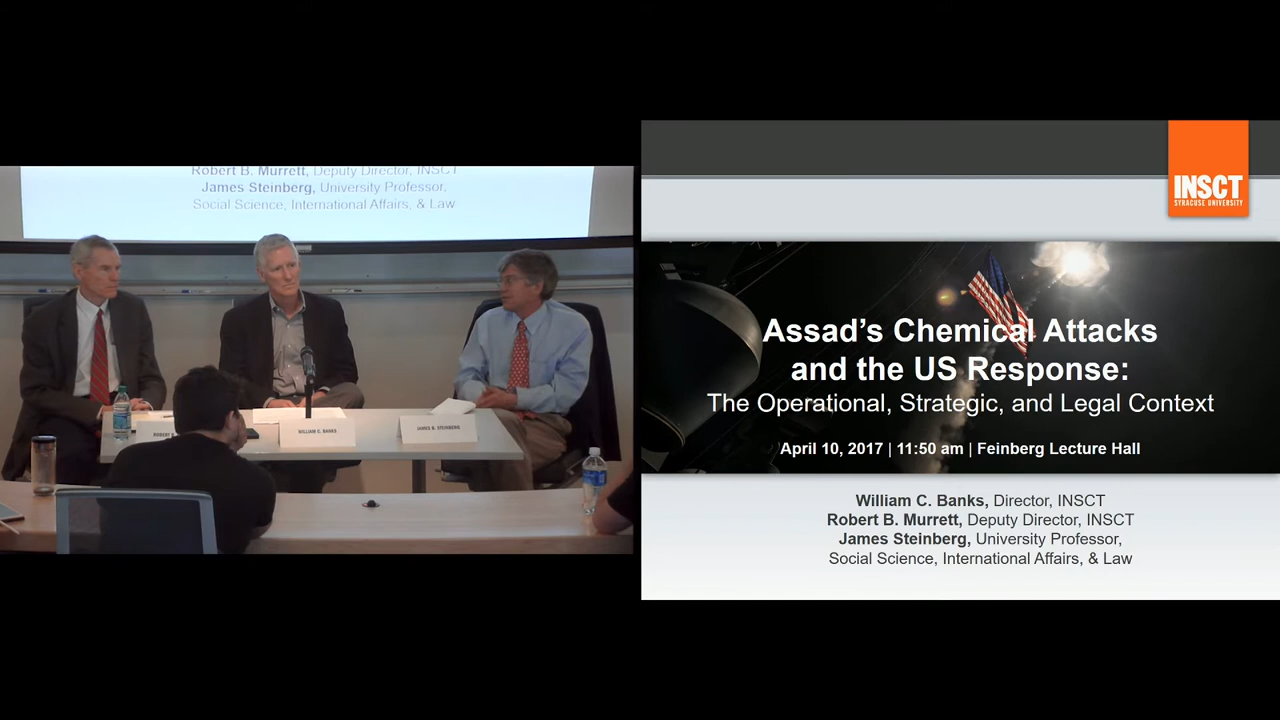 Robert B. Murrett, Deputy Director, INSCT
James Steinberg, University Professor,
Social Science, International Affairs, & Law
ROBERT B.
WILLIAM C. BANKS
JAMES B. STEINBERG
INSCT
SYRACUSE UNIVERSITY
Assad's Chemical Attacks
and the US Response:
The Operational, Strategic, and Legal Context
April 10, 2017 | 11:50 am | Feinberg Lecture Hall
William C. Banks, Director, INSCT
Robert B. Murrett, Deputy Director, INSCT
James Steinberg, University Professor,
Social Science, International Affairs, & Law